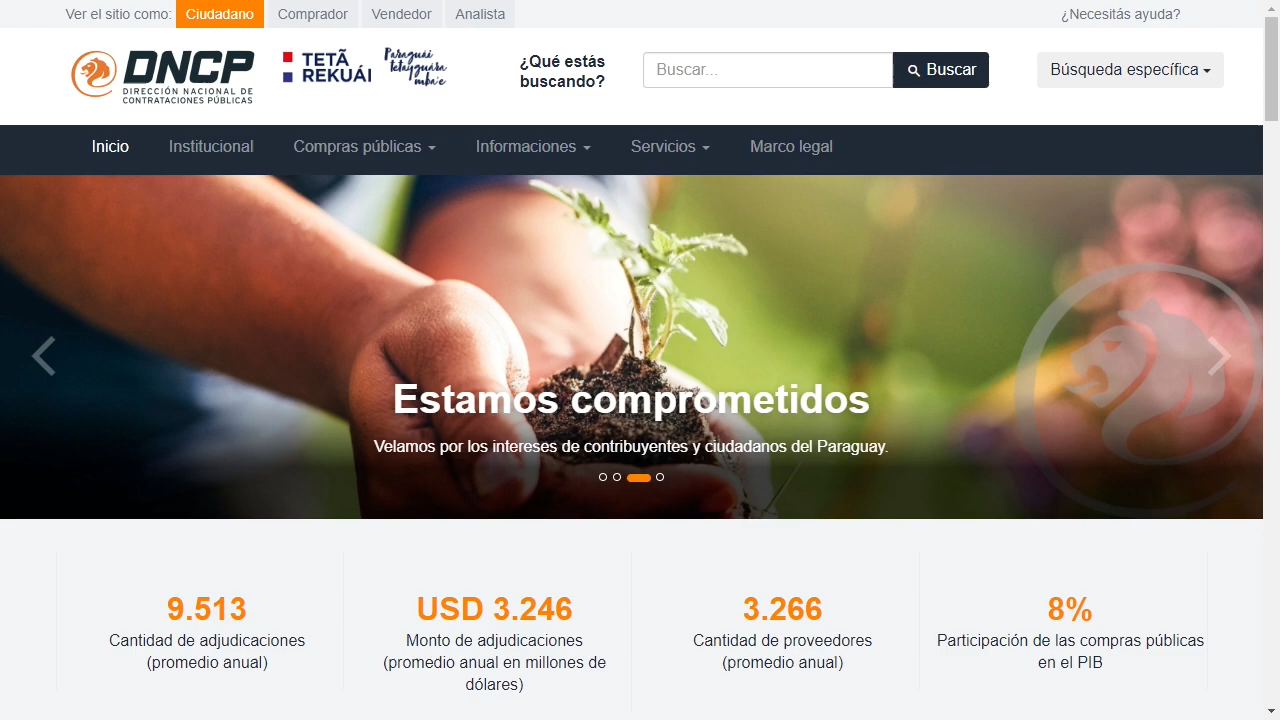 Ver el sitio como: Ciudadano Comprador Vendedor Analista ¿Necesitás ayuda?
DNCP
DIRECCIÓN NACIONAL DE
CONTRATACIONES PÚBLICAS
TETÃ
REKUÁI
Paraguái
tetãyguára
mba'e
¿Qué estás
buscando?
Buscar...
Buscar
Búsqueda específica
Inicio Institucional Compras públicas Informaciones Servicios Marco legal
Estamos comprometidos
Velamos por los intereses de contribuyentes y ciudadanos del Paraguay.
9.513
Cantidad de adjudicaciones
(promedio anual)
USD 3.246
Monto de adjudicaciones
(promedio anual en millones de
dólares)
3.266
Cantidad de proveedores
(promedio anual)
8%
Participación de las compras públicas
en el PIB